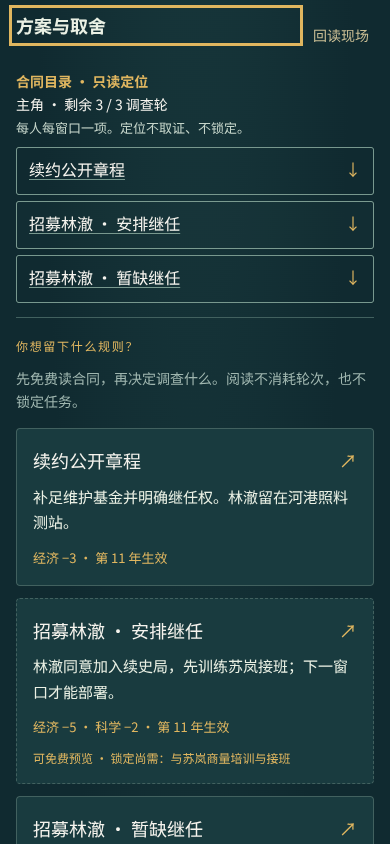 方案与取舍
回读现场
合同目录 · 只读定位
主角 · 剩余 3 / 3 调查轮
每人每窗口一项。定位不取证、不锁定。
续约公开章程 ↓
招募林澈 · 安排继任 ↓
招募林澈 · 暂缺继任 ↓
你想留下什么规则？
先免费读合同，再决定调查什么。阅读不消耗轮次，也不
锁定任务。
续约公开章程 ↗
补足维护基金并明确继任权。林澈留在河港照料
测站。
经济 −3 · 第 11 年生效
招募林澈 · 安排继任 ↗
林澈同意加入续史局，先训练苏岚接班；下一窗
口才能部署。
经济 −5 · 科学 −2 · 第 11 年生效
可免费预览 · 锁定尚需：与苏岚商量培训与接班
招募林澈 · 暂缺继任 ↗